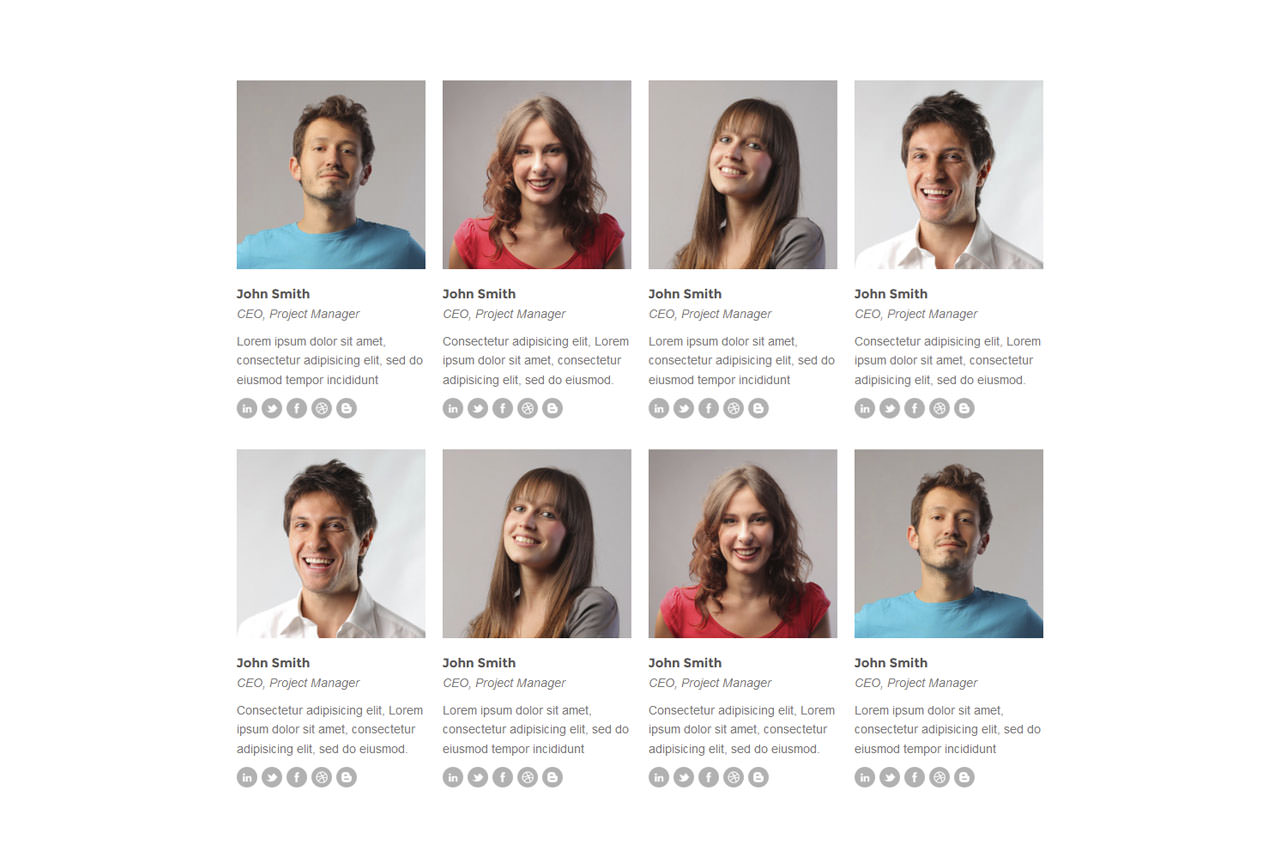 John Smith
CEO, Project Manager
Lorem ipsum dolor sit amet,
consectetur adipisicing elit, sed do
eiusmod tempor incididunt
in f
John Smith
CEO, Project Manager
Consectetur adipisicing elit, Lorem
ipsum dolor sit amet, consectetur
adipisicing elit, sed do eiusmod.
in f
John Smith
CEO, Project Manager
Lorem ipsum dolor sit amet,
consectetur adipisicing elit, sed do
eiusmod tempor incididunt
in f
John Smith
CEO, Project Manager
Consectetur adipisicing elit, Lorem
ipsum dolor sit amet, consectetur
adipisicing elit, sed do eiusmod.
in f
John Smith
CEO, Project Manager
Consectetur adipisicing elit, Lorem
ipsum dolor sit amet, consectetur
adipisicing elit, sed do eiusmod.
in f
John Smith
CEO, Project Manager
Lorem ipsum dolor sit amet,
consectetur adipisicing elit, sed do
eiusmod tempor incididunt
in f
John Smith
CEO, Project Manager
Consectetur adipisicing elit, Lorem
ipsum dolor sit amet, consectetur
adipisicing elit, sed do eiusmod.
in f
John Smith
CEO, Project Manager
Lorem ipsum dolor sit amet,
consectetur adipisicing elit, sed do
eiusmod tempor incididunt
in f